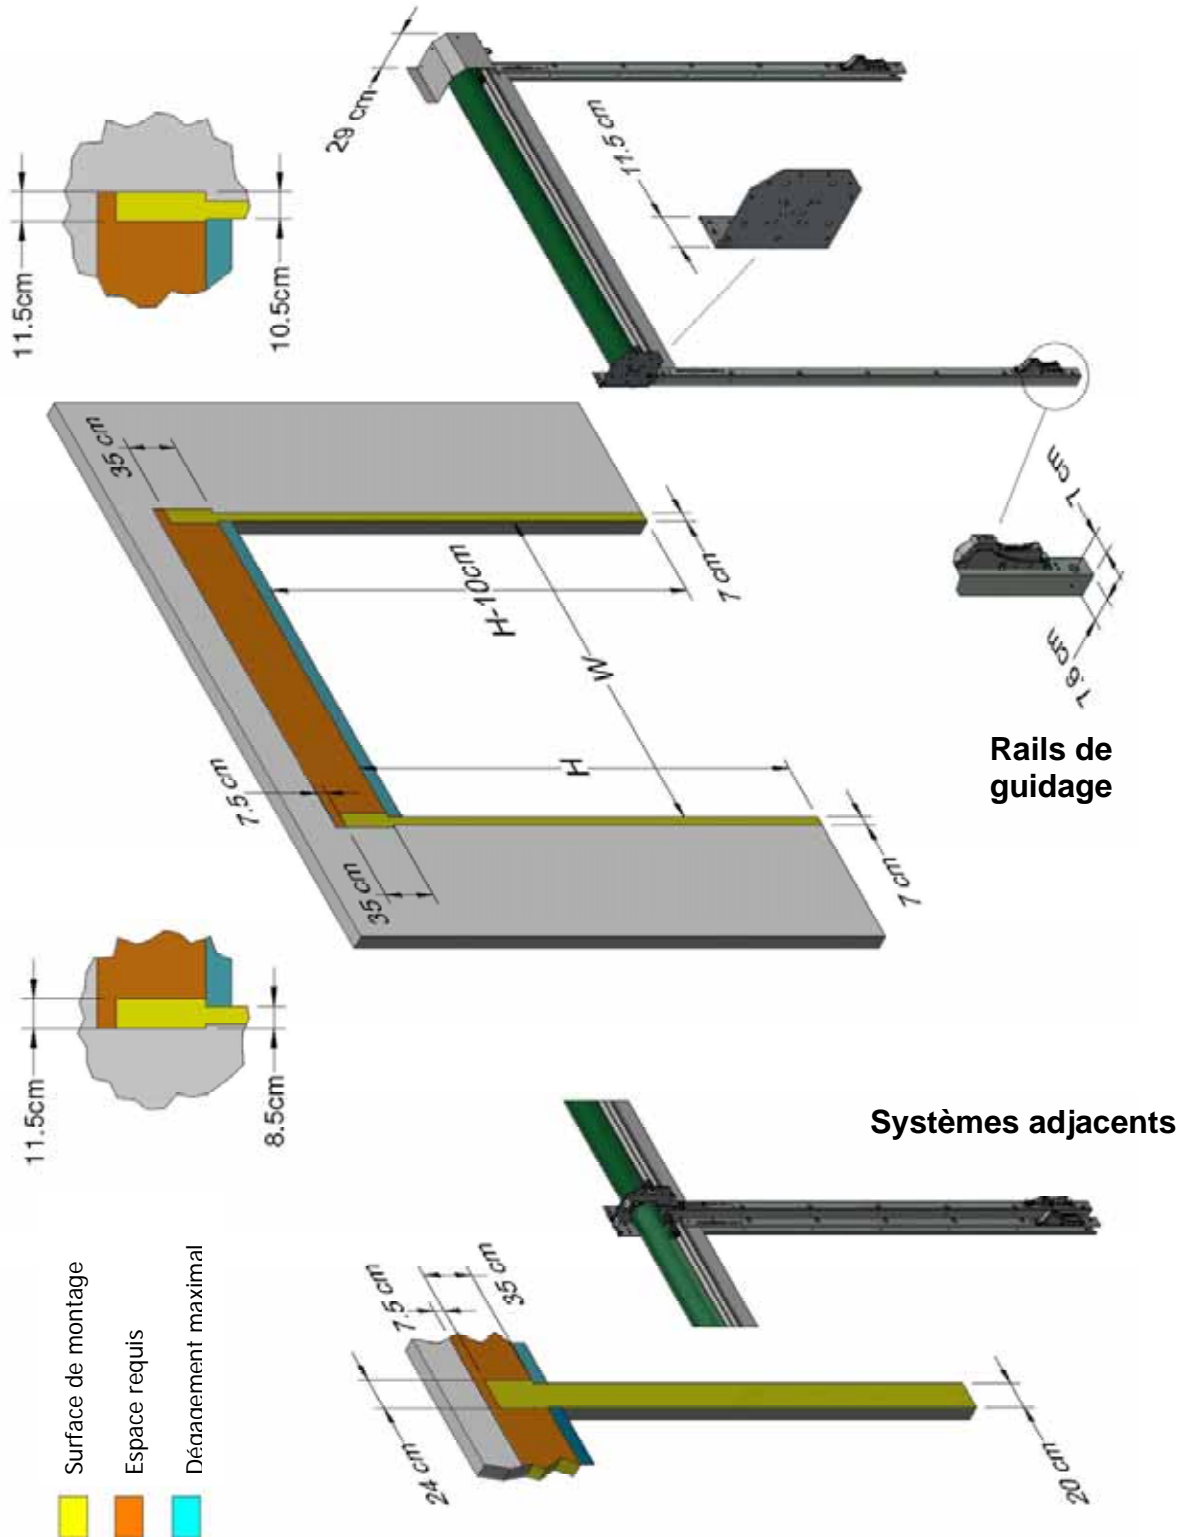 11.5cm
10.5cm
29 cm
11.5 cm
35 cm
H-10cm
7 cm
W
H
7.5 cm
35 cm
7 cm
7.6 cm
Rails de
guidage
11.5cm
8.5cm
Systèmes adjacents
7.5 cm
35 cm
24 cm
20 cm
Surface de montage
Espace requis
Dégagement maximal